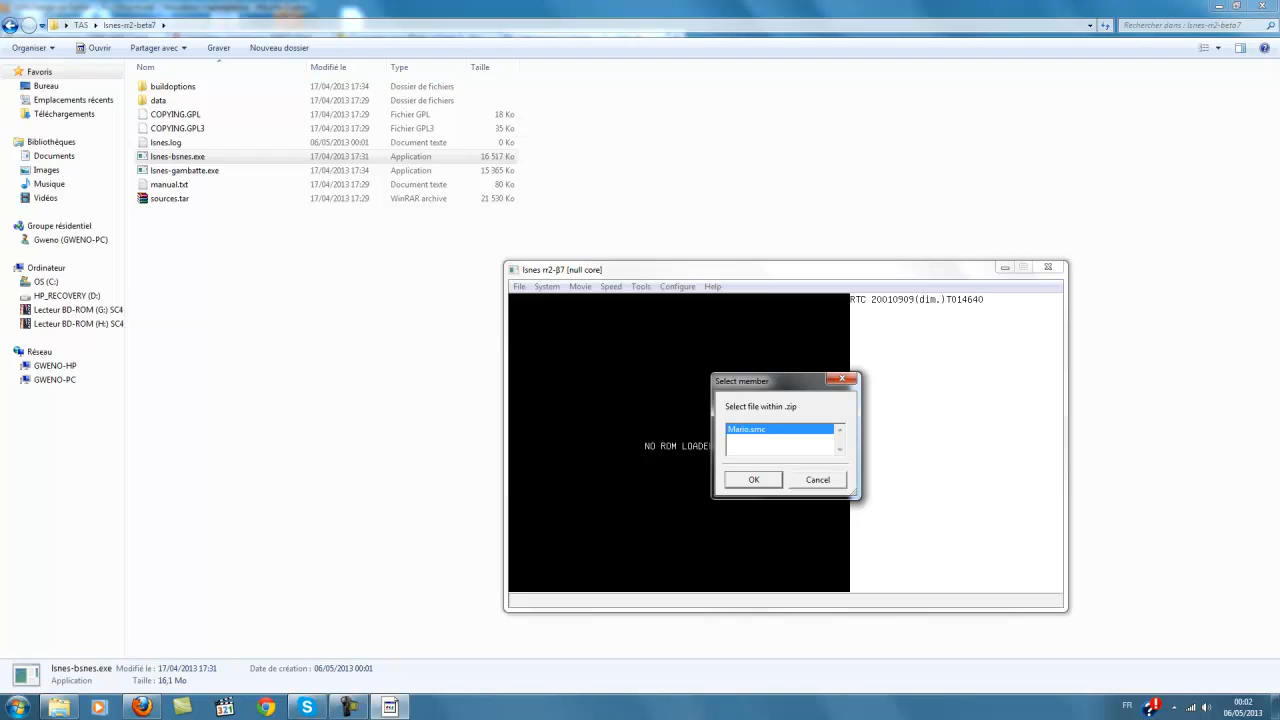 TAS ▸ lsnes-rr2-beta7 ▸
Rechercher dans : lsnes-rr2-beta7
Organiser Ouvrir Partager avec Graver Nouveau dossier
Nom Modifié le Type Taille
Favoris
Bureau
Emplacements récents
Téléchargements
Bibliothèques
Documents
Images
Musique
Vidéos
Groupe résidentiel
Gweno (GWENO-PC)
Ordinateur
OS (C:)
HP_RECOVERY (D:)
Lecteur BD-ROM (G:) SC4
Lecteur BD-ROM (H:) SC4
Réseau
GWENO-HP
GWENO-PC
buildoptions 17/04/2013 17:34 Dossier de fichiers
data 17/04/2013 17:29 Dossier de fichiers
COPYING.GPL 17/04/2013 17:29 Fichier GPL 18 Ko
COPYING.GPL3 17/04/2013 17:29 Fichier GPL3 35 Ko
lsnes.log 06/05/2013 00:01 Document texte 0 Ko
lsnes-bsnes.exe 17/04/2013 17:31 Application 16 517 Ko
lsnes-gambatte.exe 17/04/2013 17:34 Application 15 365 Ko
manual.txt 17/04/2013 17:29 Document texte 80 Ko
sources.tar 17/04/2013 17:29 WinRAR archive 21 530 Ko
lsnes rr2-β7 [null core]
File System Movie Speed Tools Configure Help
RTC 20010909(dim.)T014640
NO ROM LOADE
Select member
Select file within .zip
Mario.smc
OK Cancel
lsnes-bsnes.exe Modifié le : 17/04/2013 17:31 Date de création : 06/05/2013 00:01
Application Taille : 16,1 Mo
321
FR
00:02
06/05/2013